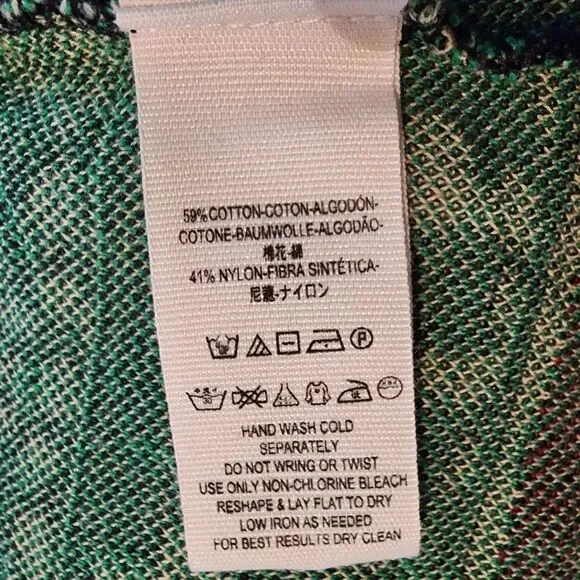 59% COTTON-COTON-ALGODÓN-
COTONE-BAUMWOLLE-ALGODÃO-
棉花-綿
41% NYLON-FIBRA SINTÉTICA-
尼龍-ナイロン
P
30
HAND WASH COLD
SEPARATELY
DO NOT WRING OR TWIST
USE ONLY NON-CHLORINE BLEACH
RESHAPE & LAY FLAT TO DRY
LOW IRON AS NEEDED
FOR BEST RESULTS DRY CLEAN